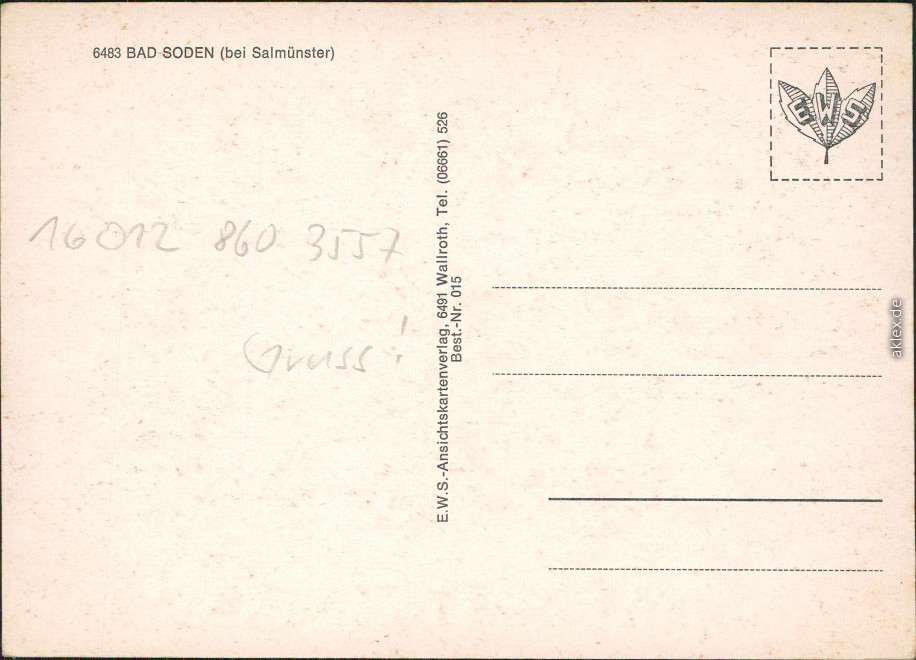 6483 BAD SODEN (bei Salmünster)
EWS
16012 860 3557
Gruss!
E.W.S.-Ansichtskartenverlag, 6491 Wallroth, Tel. (06661) 526
Best.-Nr. 015
aklex.de